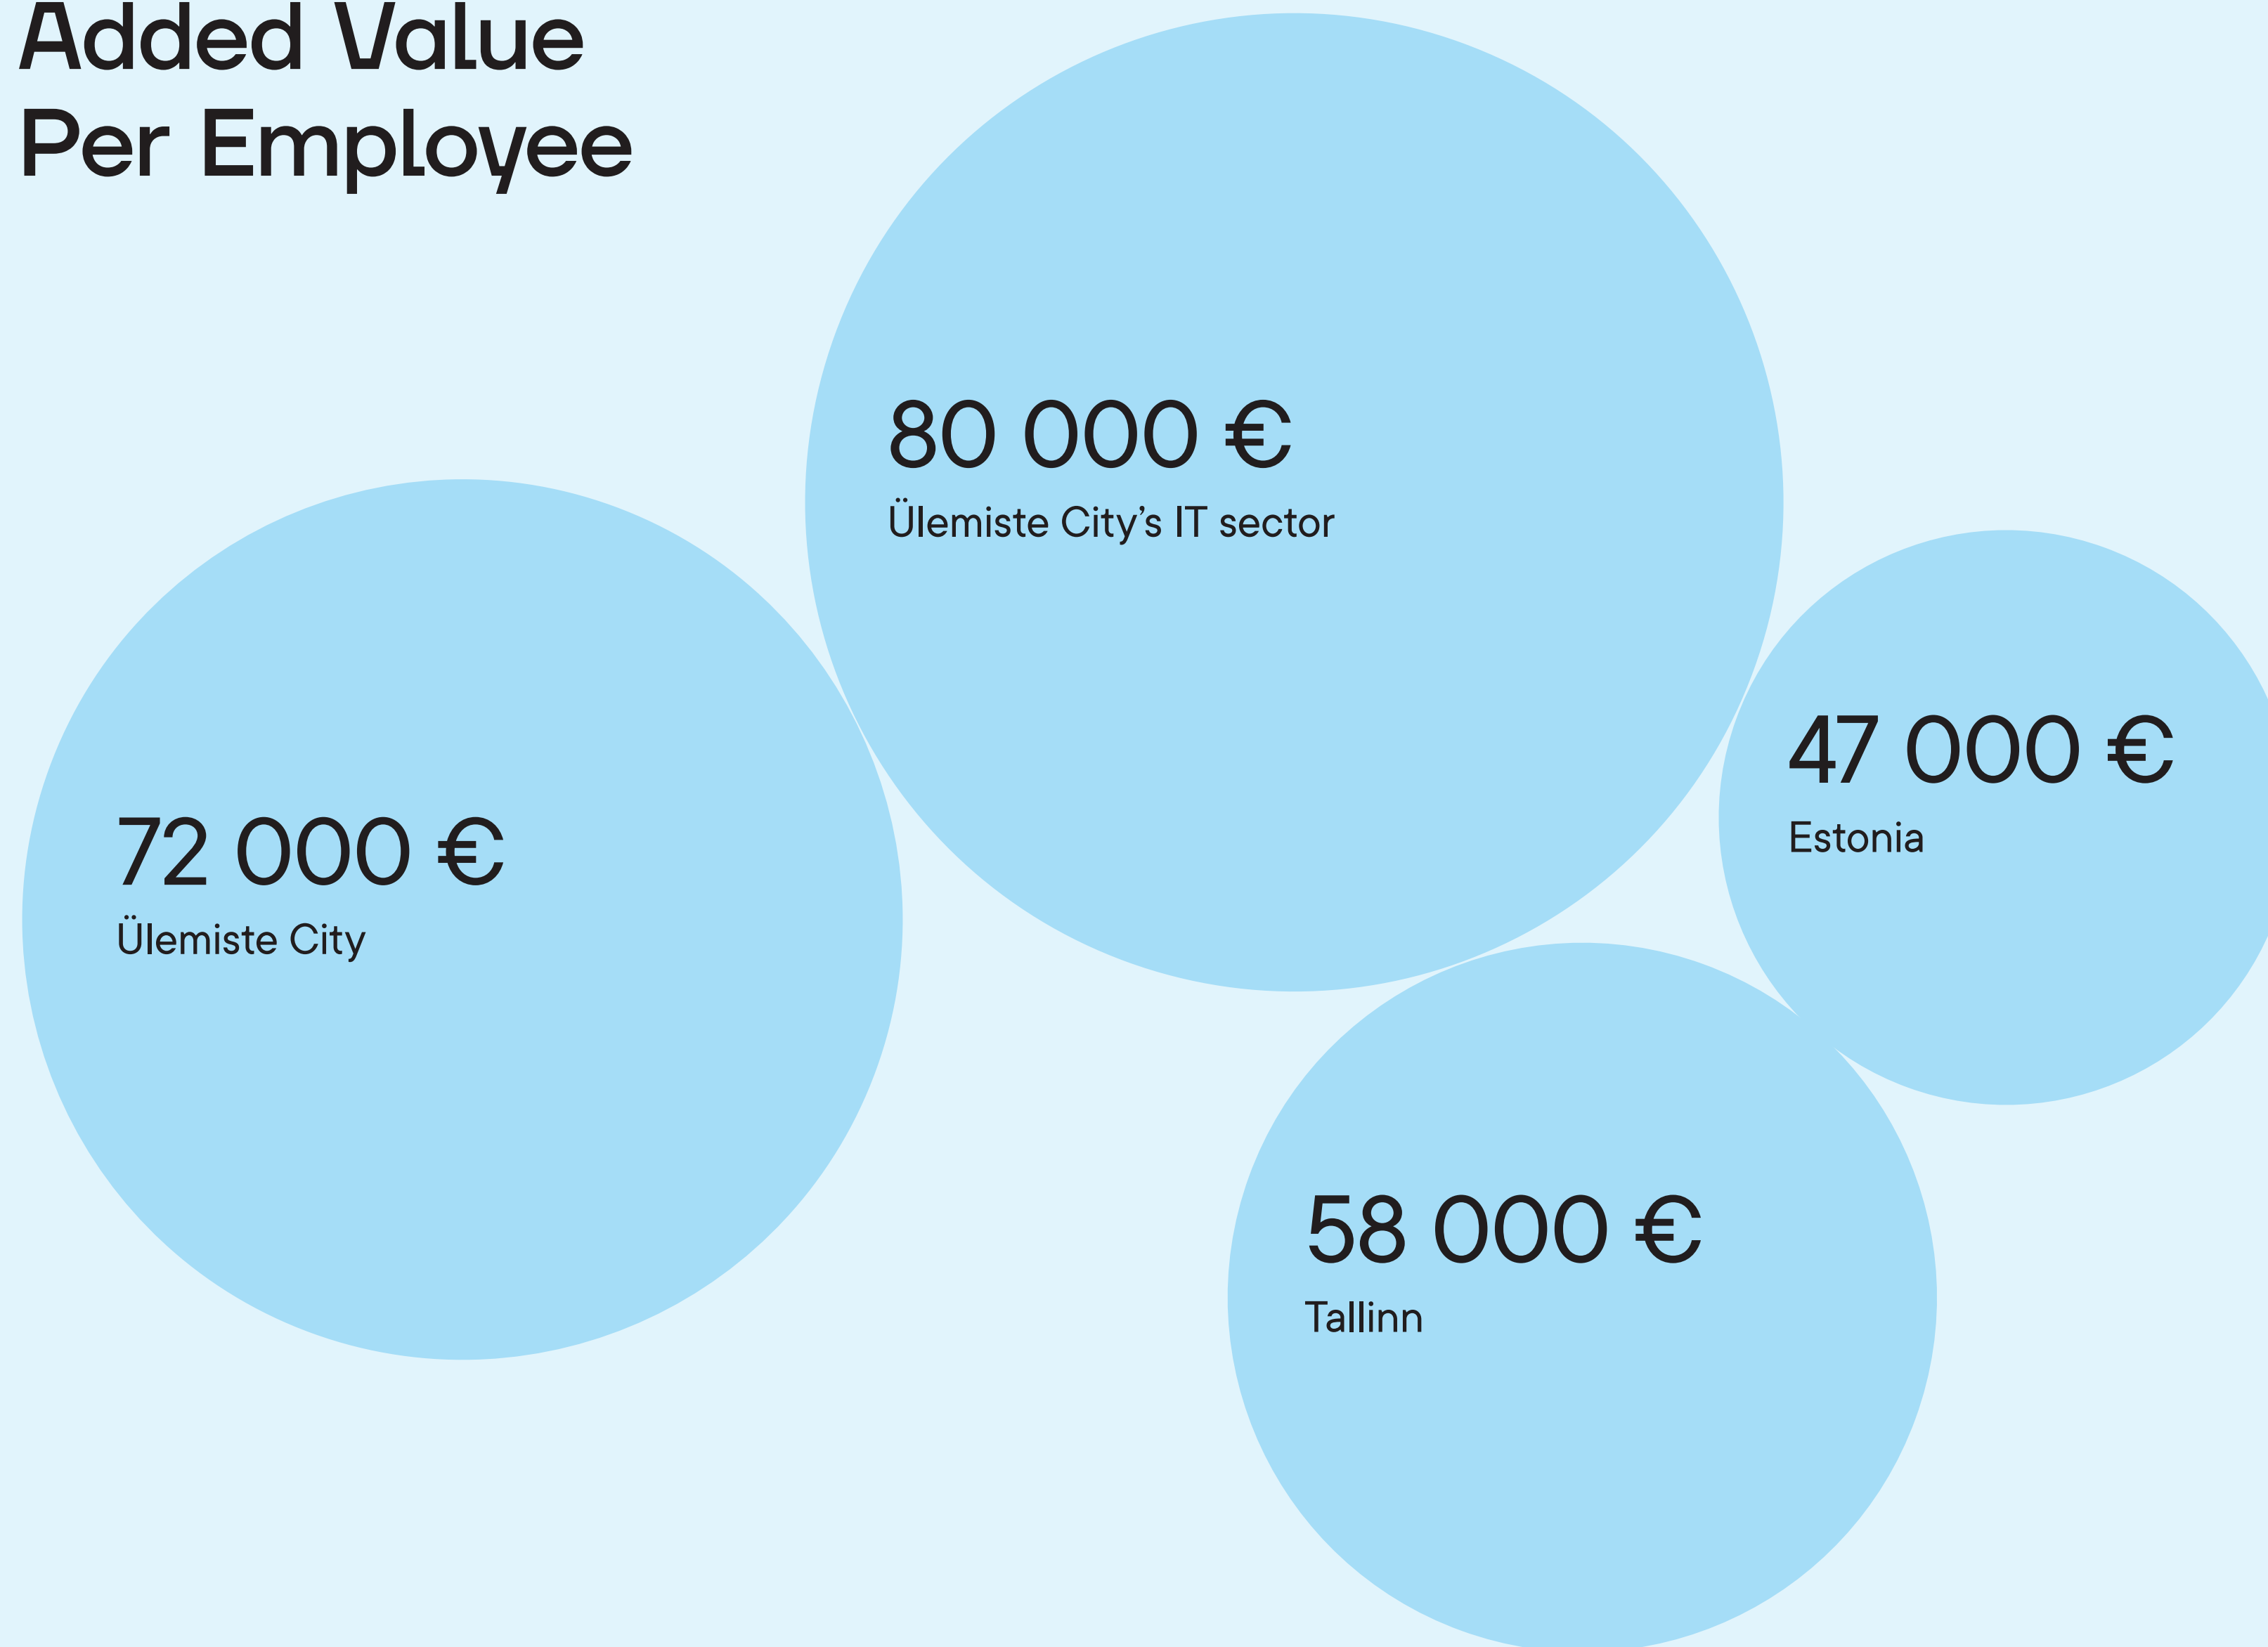 Added Value
Per Employee
80 000 €
Ülemiste City’s IT sector
72 000 €
Ülemiste City
47 000 €
Estonia
58 000 €
Tallinn